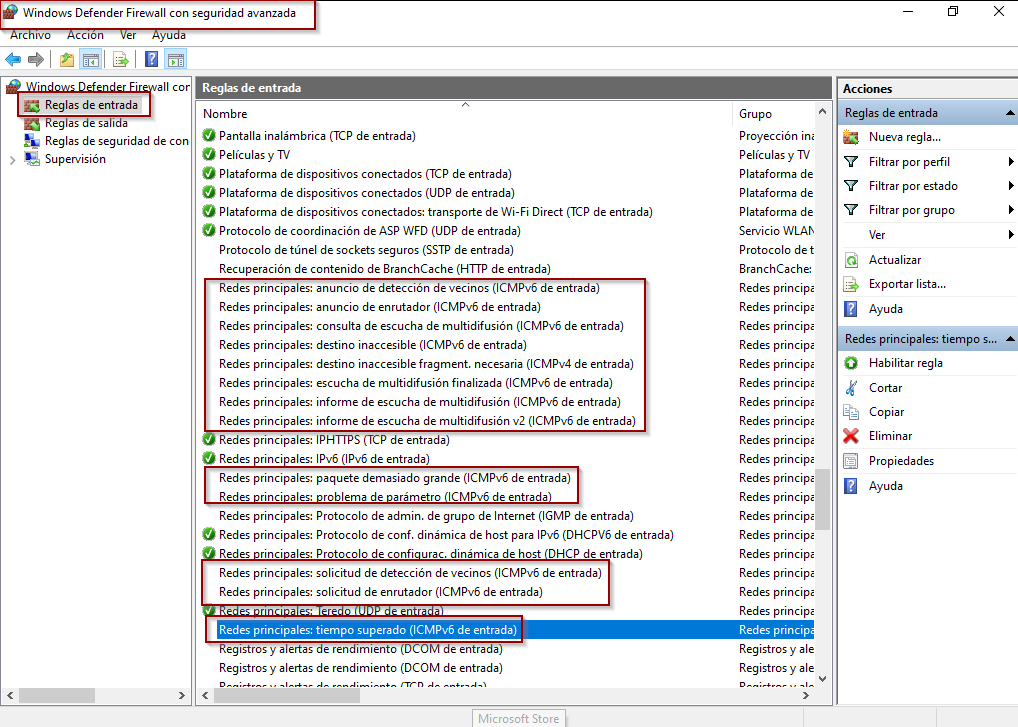 Windows Defender Firewall con seguridad avanzada
Archivo Acción Ver Ayuda
Windows Defender Firewall con
Reglas de entrada
Reglas de salida
Reglas de seguridad de con
Supervisión
Reglas de entrada
Nombre Grupo
Pantalla inalámbrica (TCP de entrada) Proyección ina
Películas y TV Películas y TV
Plataforma de dispositivos conectados (TCP de entrada) Plataforma de
Plataforma de dispositivos conectados (UDP de entrada) Plataforma de
Plataforma de dispositivos conectados: transporte de Wi-Fi Direct (TCP de entrada) Plataforma de
Protocolo de coordinación de ASP WFD (UDP de entrada) Servicio WLAN
Protocolo de túnel de sockets seguros (SSTP de entrada) Protocolo de t
Recuperación de contenido de BranchCache (HTTP de entrada) BranchCache:
Redes principales: anuncio de detección de vecinos (ICMPv6 de entrada) Redes principa
Redes principales: anuncio de enrutador (ICMPv6 de entrada) Redes principa
Redes principales: consulta de escucha de multidifusión (ICMPv6 de entrada) Redes principa
Redes principales: destino inaccesible (ICMPv6 de entrada) Redes principa
Redes principales: destino inaccesible fragment. necesaria (ICMPv4 de entrada) Redes principa
Redes principales: escucha de multidifusión finalizada (ICMPv6 de entrada) Redes principa
Redes principales: informe de escucha de multidifusión (ICMPv6 de entrada) Redes principa
Redes principales: informe de escucha de multidifusión v2 (ICMPv6 de entrada) Redes principa
Redes principales: IPHTTPS (TCP de entrada) Redes principa
Redes principales: IPv6 (IPv6 de entrada) Redes principa
Redes principales: paquete demasiado grande (ICMPv6 de entrada) Redes principa
Redes principales: problema de parámetro (ICMPv6 de entrada) Redes principa
Redes principales: Protocolo de admin. de grupo de Internet (IGMP de entrada) Redes principa
Redes principales: Protocolo de conf. dinámica de host para IPv6 (DHCPV6 de entrada) Redes principa
Redes principales: Protocolo de configurac. dinámica de host (DHCP de entrada) Redes principa
Redes principales: solicitud de detección de vecinos (ICMPv6 de entrada) Redes principa
Redes principales: solicitud de enrutador (ICMPv6 de entrada) Redes principa
Redes principales: Teredo (UDP de entrada) Redes principa
Redes principales: tiempo superado (ICMPv6 de entrada) Redes principa
Registros y alertas de rendimiento (DCOM de entrada) Registros y ale
Registros y alertas de rendimiento (DCOM de entrada) Registros y ale
Registros y alertas de rendimiento (TCP de entrada) Registros y ale
Acciones
Reglas de entrada
Nueva regla...
Filtrar por perfil
Filtrar por estado
Filtrar por grupo
Ver
Actualizar
Exportar lista...
Ayuda
Redes principales: tiempo s...
Habilitar regla
Cortar
Copiar
Eliminar
Propiedades
Ayuda
Microsoft Store